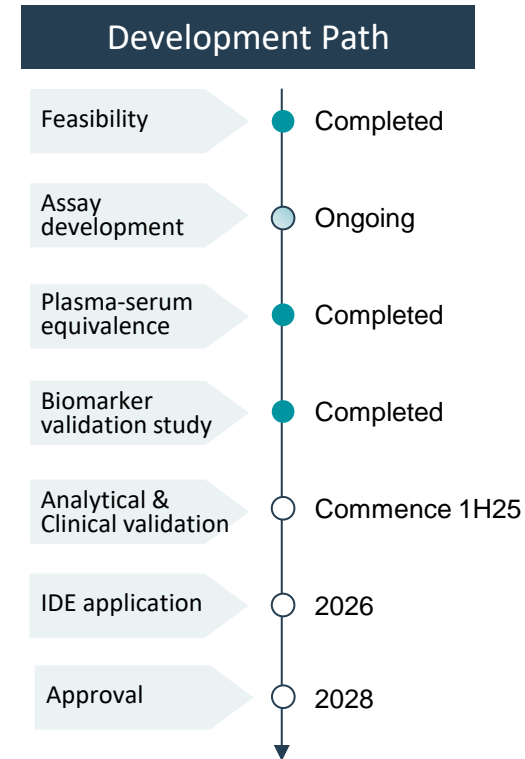 Development Path
Feasibility
Completed
Assay
development
Ongoing
Plasma-serum
equivalence
Completed
Biomarker
validation study
Completed
Analytical &
Clinical validation
Commence 1H25
IDE application
2026
Approval
2028